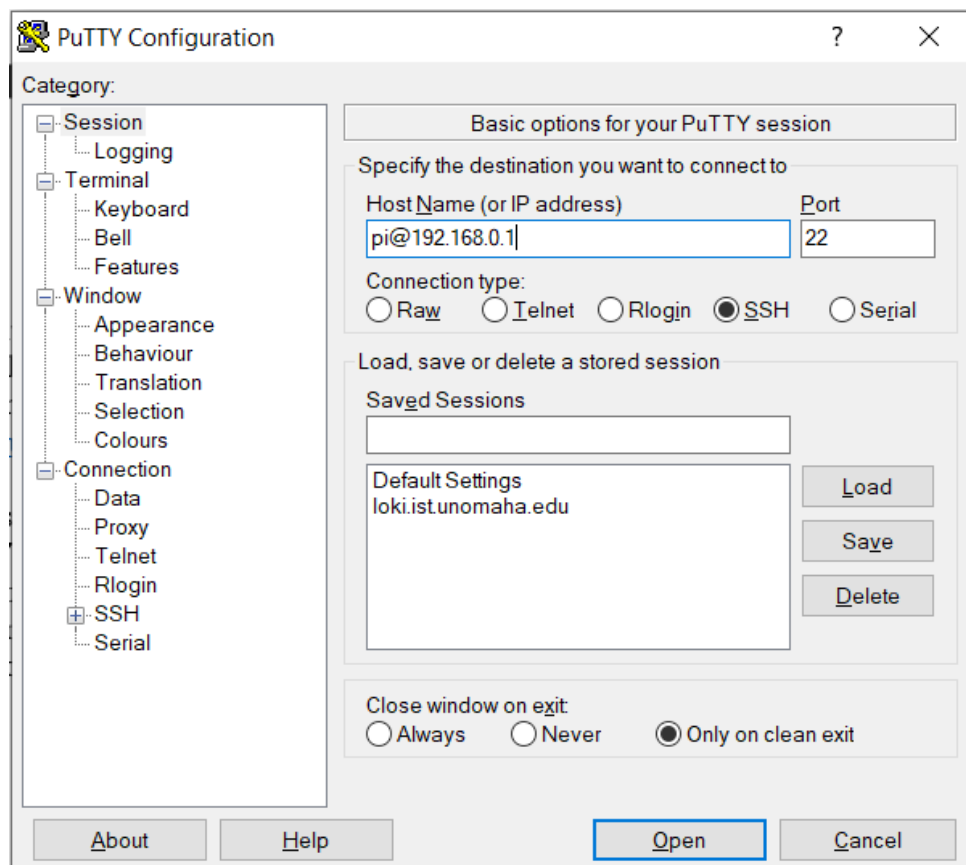 PuTTY Configuration
?
Category:
Session
Logging
Terminal
Keyboard
Bell
Features
Window
Appearance
Behaviour
Translation
Selection
Colours
Connection
Data
Proxy
Telnet
Rlogin
SSH
Serial
Basic options for your PuTTY session
Specify the destination you want to connect to
Host Name (or IP address) Port
pi@192.168.0.1 22
Connection type:
Raw Telnet Rlogin SSH Serial
Load, save or delete a stored session
Saved Sessions
Default Settings
loki.ist.unomaha.edu
Load
Save
Delete
Close window on exit:
Always Never Only on clean exit
About Help Open Cancel